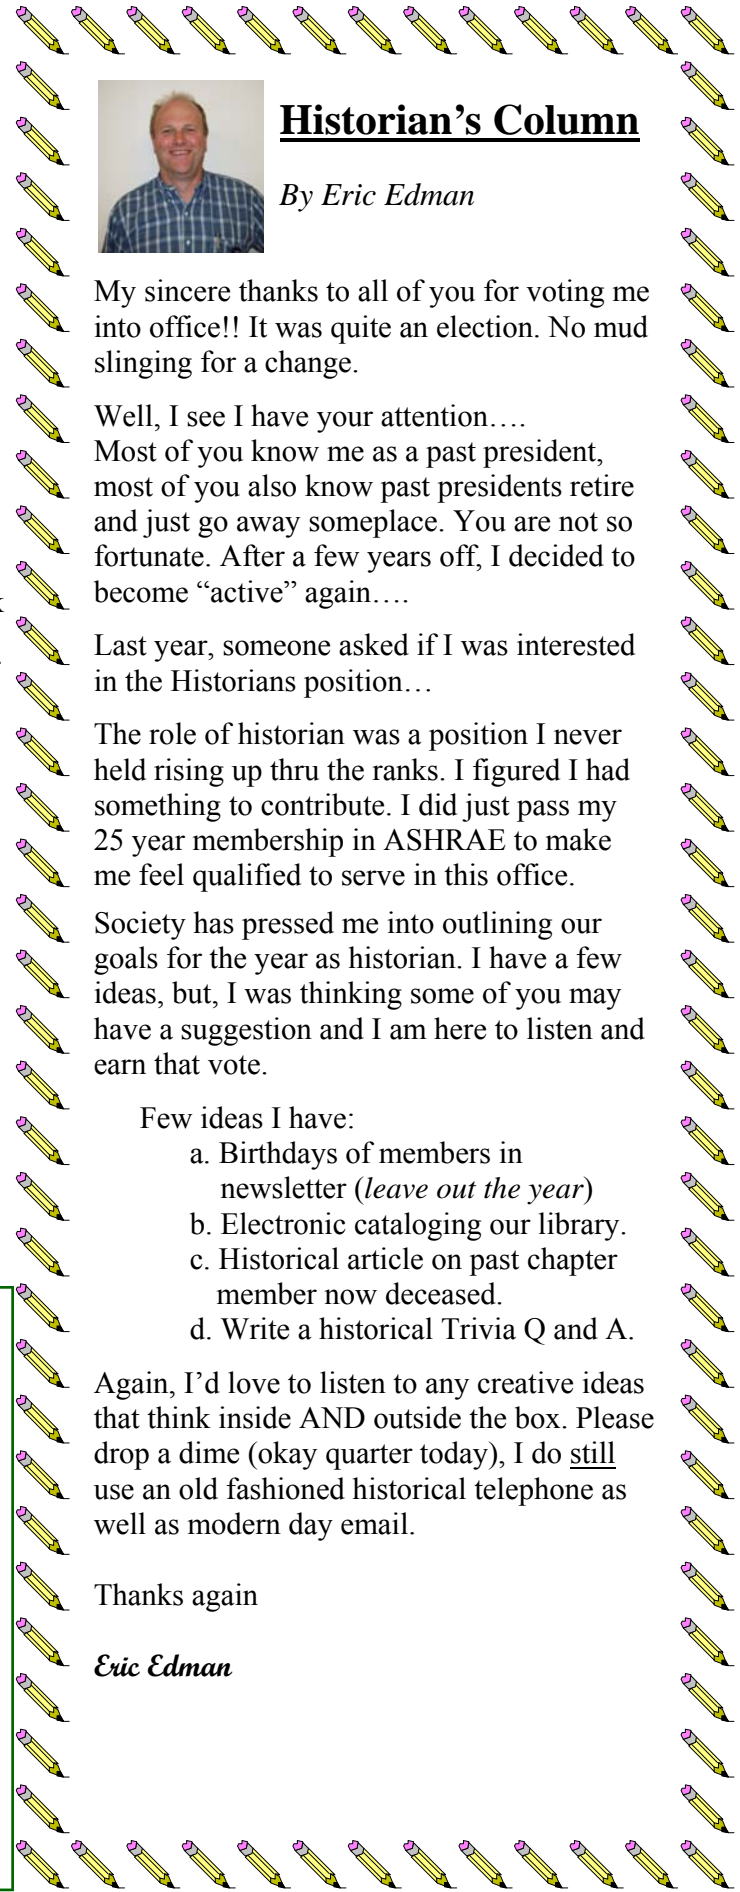 Historian’s Column
By Eric Edman
My sincere thanks to all of you for voting me
into office!! It was quite an election. No mud
slinging for a change.
Well, I see I have your attention….
Most of you know me as a past president,
most of you also know past presidents retire
and just go away someplace. You are not so
fortunate. After a few years off, I decided to
become “active” again….
Last year, someone asked if I was interested
in the Historians position…
The role of historian was a position I never
held rising up thru the ranks. I figured I had
something to contribute. I did just pass my
25 year membership in ASHRAE to make
me feel qualified to serve in this office.
Society has pressed me into outlining our
goals for the year as historian. I have a few
ideas, but, I was thinking some of you may
have a suggestion and I am here to listen and
earn that vote.
Few ideas I have:
a. Birthdays of members in
newsletter (leave out the year)
b. Electronic cataloging our library.
c. Historical article on past chapter
member now deceased.
d. Write a historical Trivia Q and A.
Again, I’d love to listen to any creative ideas
that think inside AND outside the box. Please
drop a dime (okay quarter today), I do still
use an old fashioned historical telephone as
well as modern day email.
Thanks again
Eric Edman